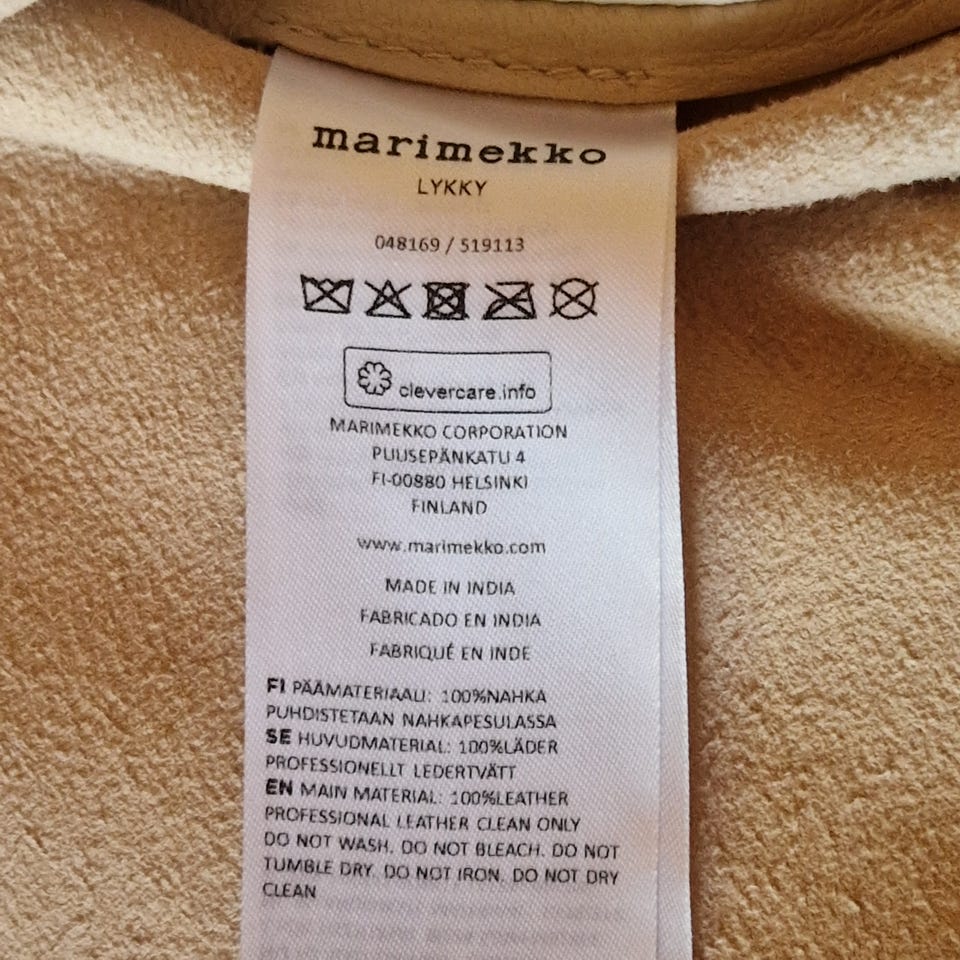 marimekko
LYKKY
048169 / 519113
clevercare.info
MARIMEKKO CORPORATION
PUUSEPÄNKATU 4
FI-00880 HELSINKI
FINLAND
www.marimekko.com
MADE IN INDIA
FABRICADO EN INDIA
FABRIQUÉ EN INDE
FI PÄÄMATERIAALI: 100%NAHKA
PUHDISTETAAN NAHKAPESULASSA
SE HUVUDMATERIAL: 100%LÄDER
PROFESSIONELLT LEDERTVÄTT
EN MAIN MATERIAL: 100%LEATHER
PROFESSIONAL LEATHER CLEAN ONLY
DO NOT WASH. DO NOT BLEACH. DO NOT
TUMBLE DRY. DO NOT IRON. DO NOT DRY
CLEAN